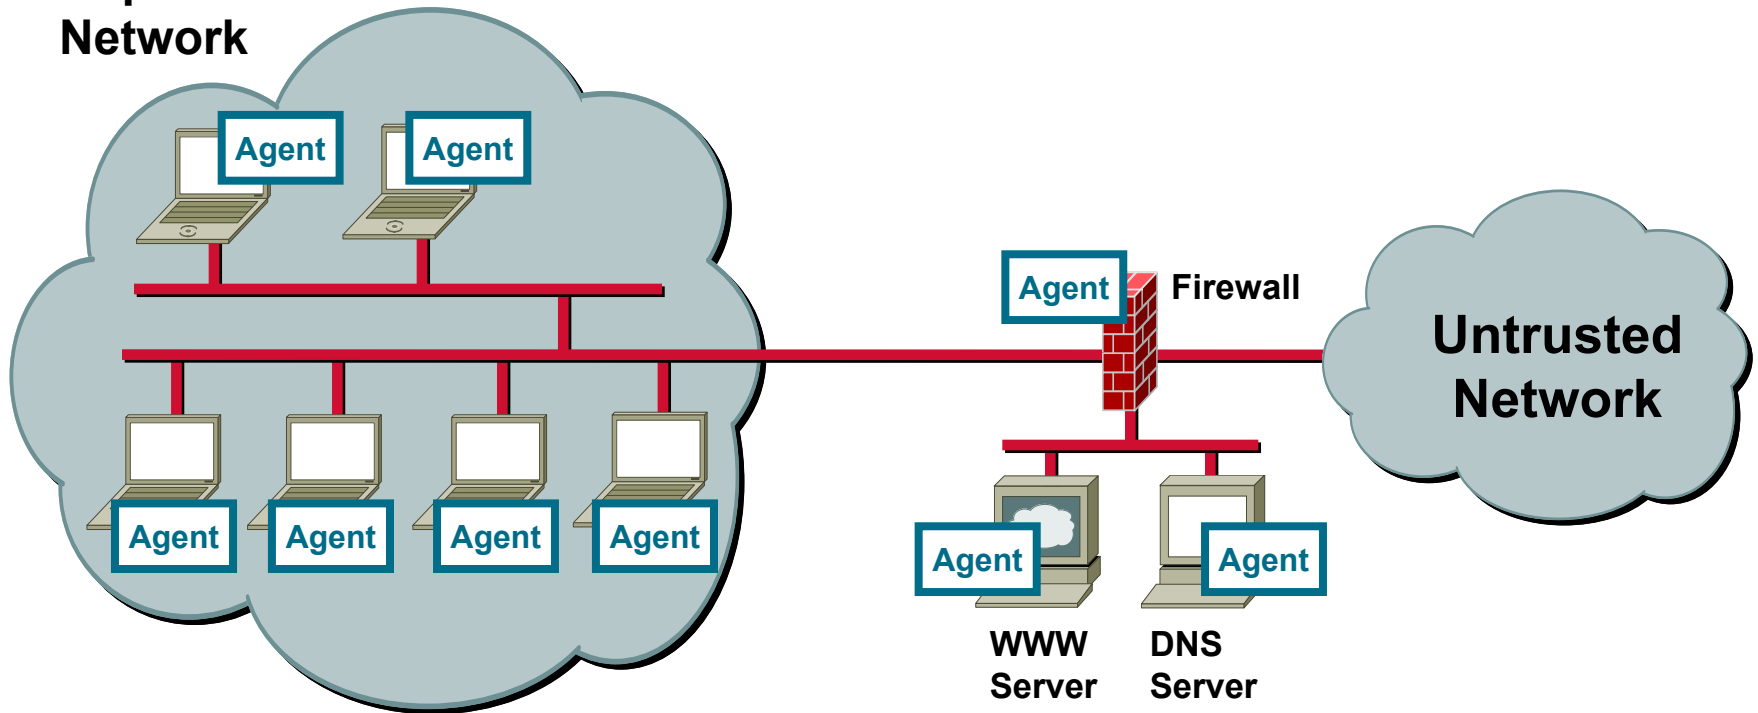 Network
Agent
Agent
Agent
Firewall
Untrusted
Network
Agent
Agent
Agent
Agent
Agent
Agent
WWW
Server
DNS
Server